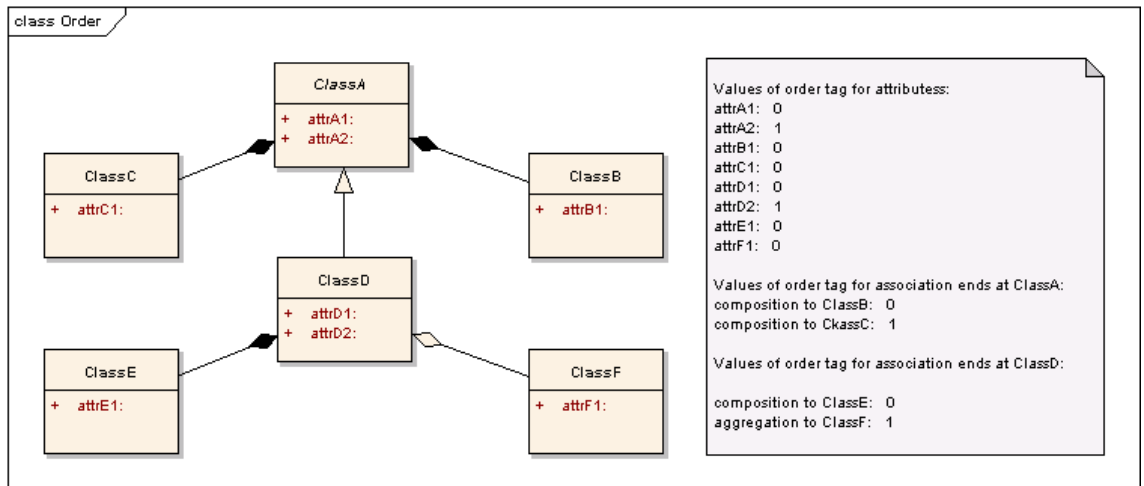 class Order
ClassA
+ attrA1:
+ attrA2:
ClassC
+ attrC1:
ClassB
+ attrB1:
ClassD
+ attrD1:
+ attrD2:
ClassE
+ attrE1:
ClassF
+ attrF1:
Values of order tag for attributess:
attrA1: 0
attrA2: 1
attrB1: 0
attrC1: 0
attrD1: 0
attrD2: 1
attrE1: 0
attrF1: 0
Values of order tag for association ends at ClassA:
composition to ClassB: 0
composition to CkassC: 1
Values of order tag for association ends at ClassD:
composition to ClassE: 0
aggregation to ClassF: 1